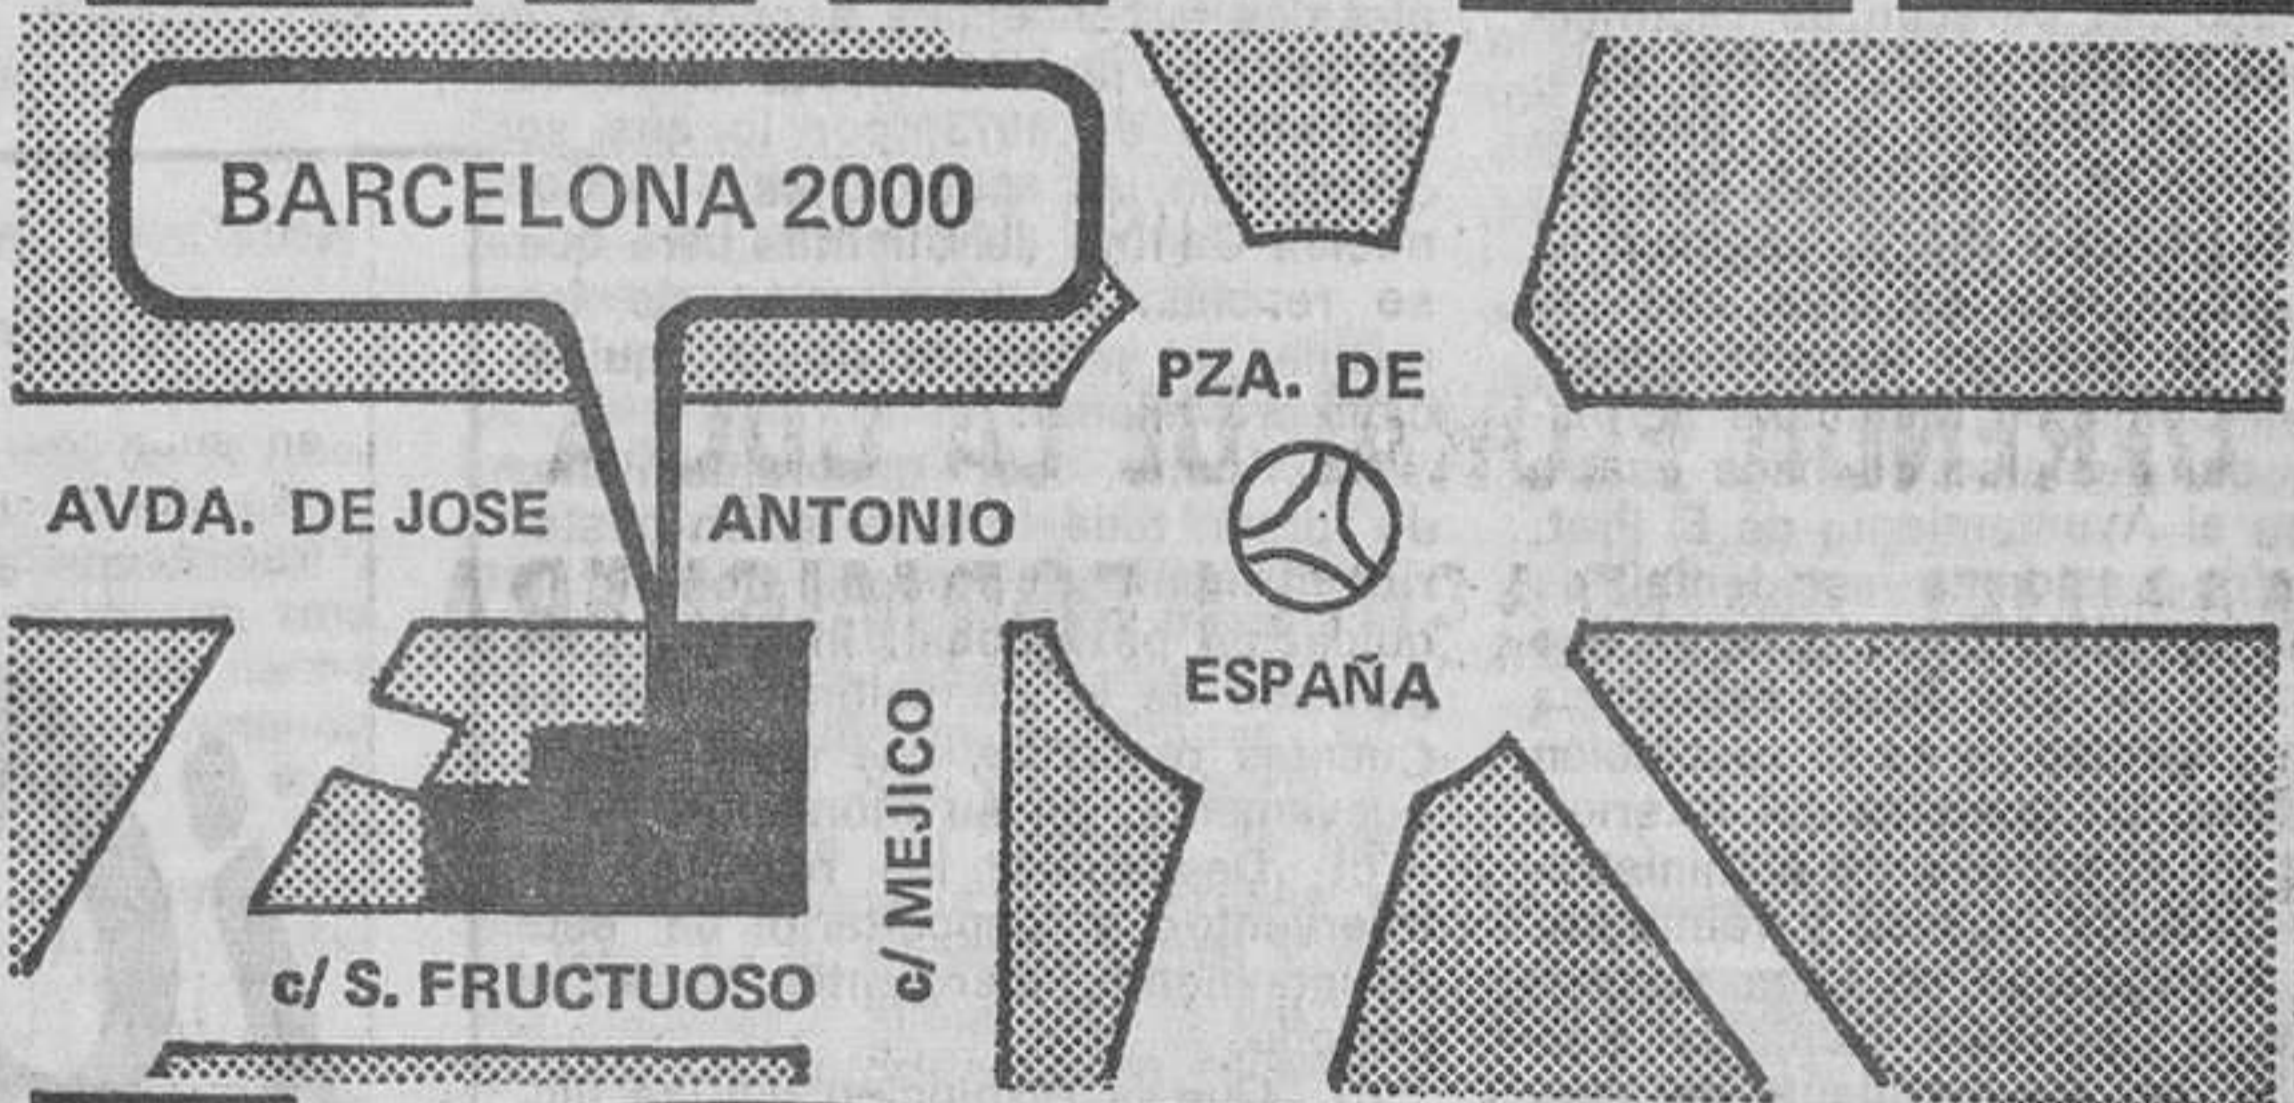 BARCELONA 2000
PZA. DE
AVDA. DE JOSE ANTONIO
ESPAÑA
c/ MEJICO
c/ S. FRUCTUOSO